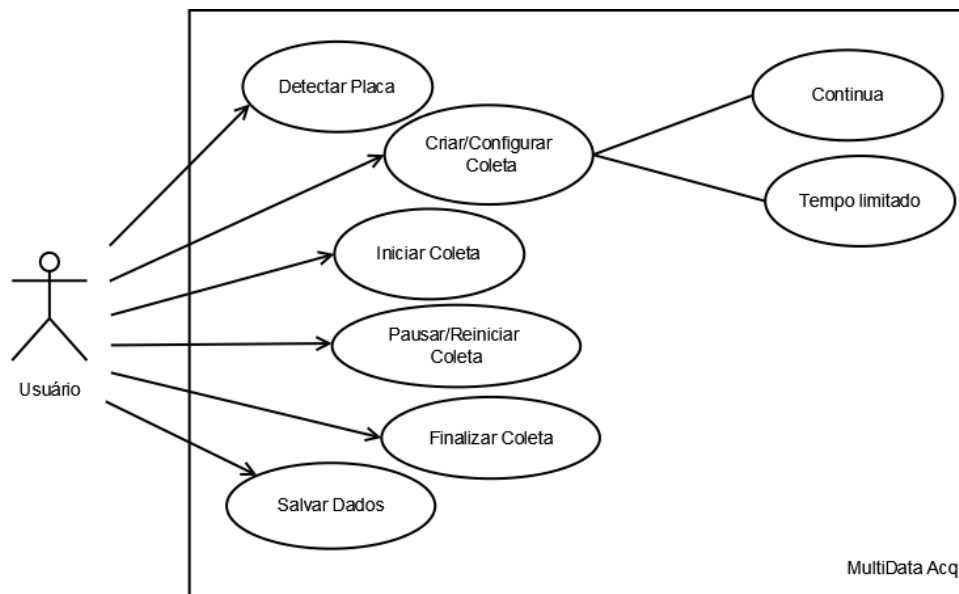 Detectar Placa
Continua
Criar/Configurar
Coleta
Tempo limitado
Iniciar Coleta
Pausar/Reiniciar
Coleta
Usuário
Finalizar Coleta
Salvar Dados
MultiData Acq